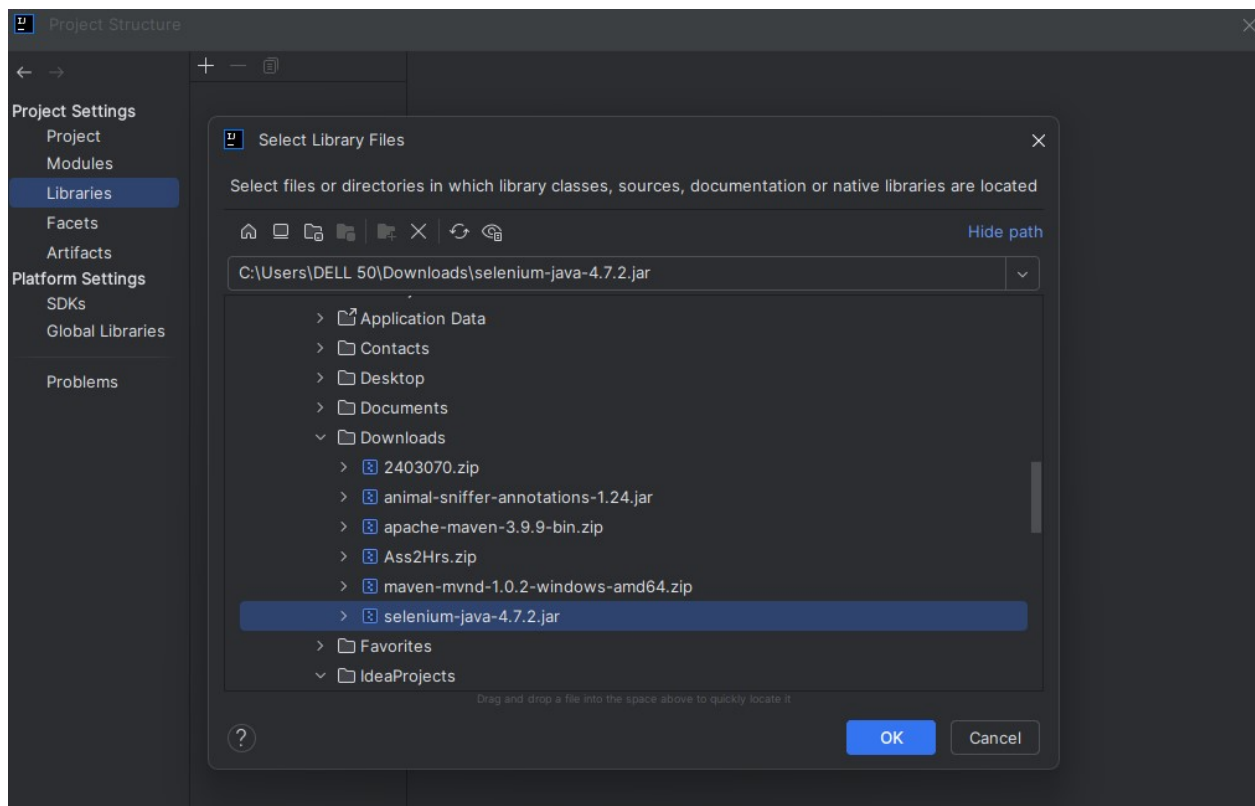 Project Structure
Project Settings
Project
Modules
Libraries
Facets
Artifacts
Platform Settings
SDKs
Global Libraries
Problems
Select Library Files
Select files or directories in which library classes, sources, documentation or native libraries are located
Hide path
C:\Users\DELL 50\Downloads\selenium-java-4.7.2.jar
Application Data
Contacts
Desktop
Documents
Downloads
2403070.zip
animal-sniffer-annotations-1.24.jar
apache-maven-3.9.9-bin.zip
Ass2Hrs.zip
maven-mvnd-1.0.2-windows-amd64.zip
selenium-java-4.7.2.jar
Favorites
IdeaProjects
Drag and drop a file into the space above to quickly locate it
?
OK
Cancel